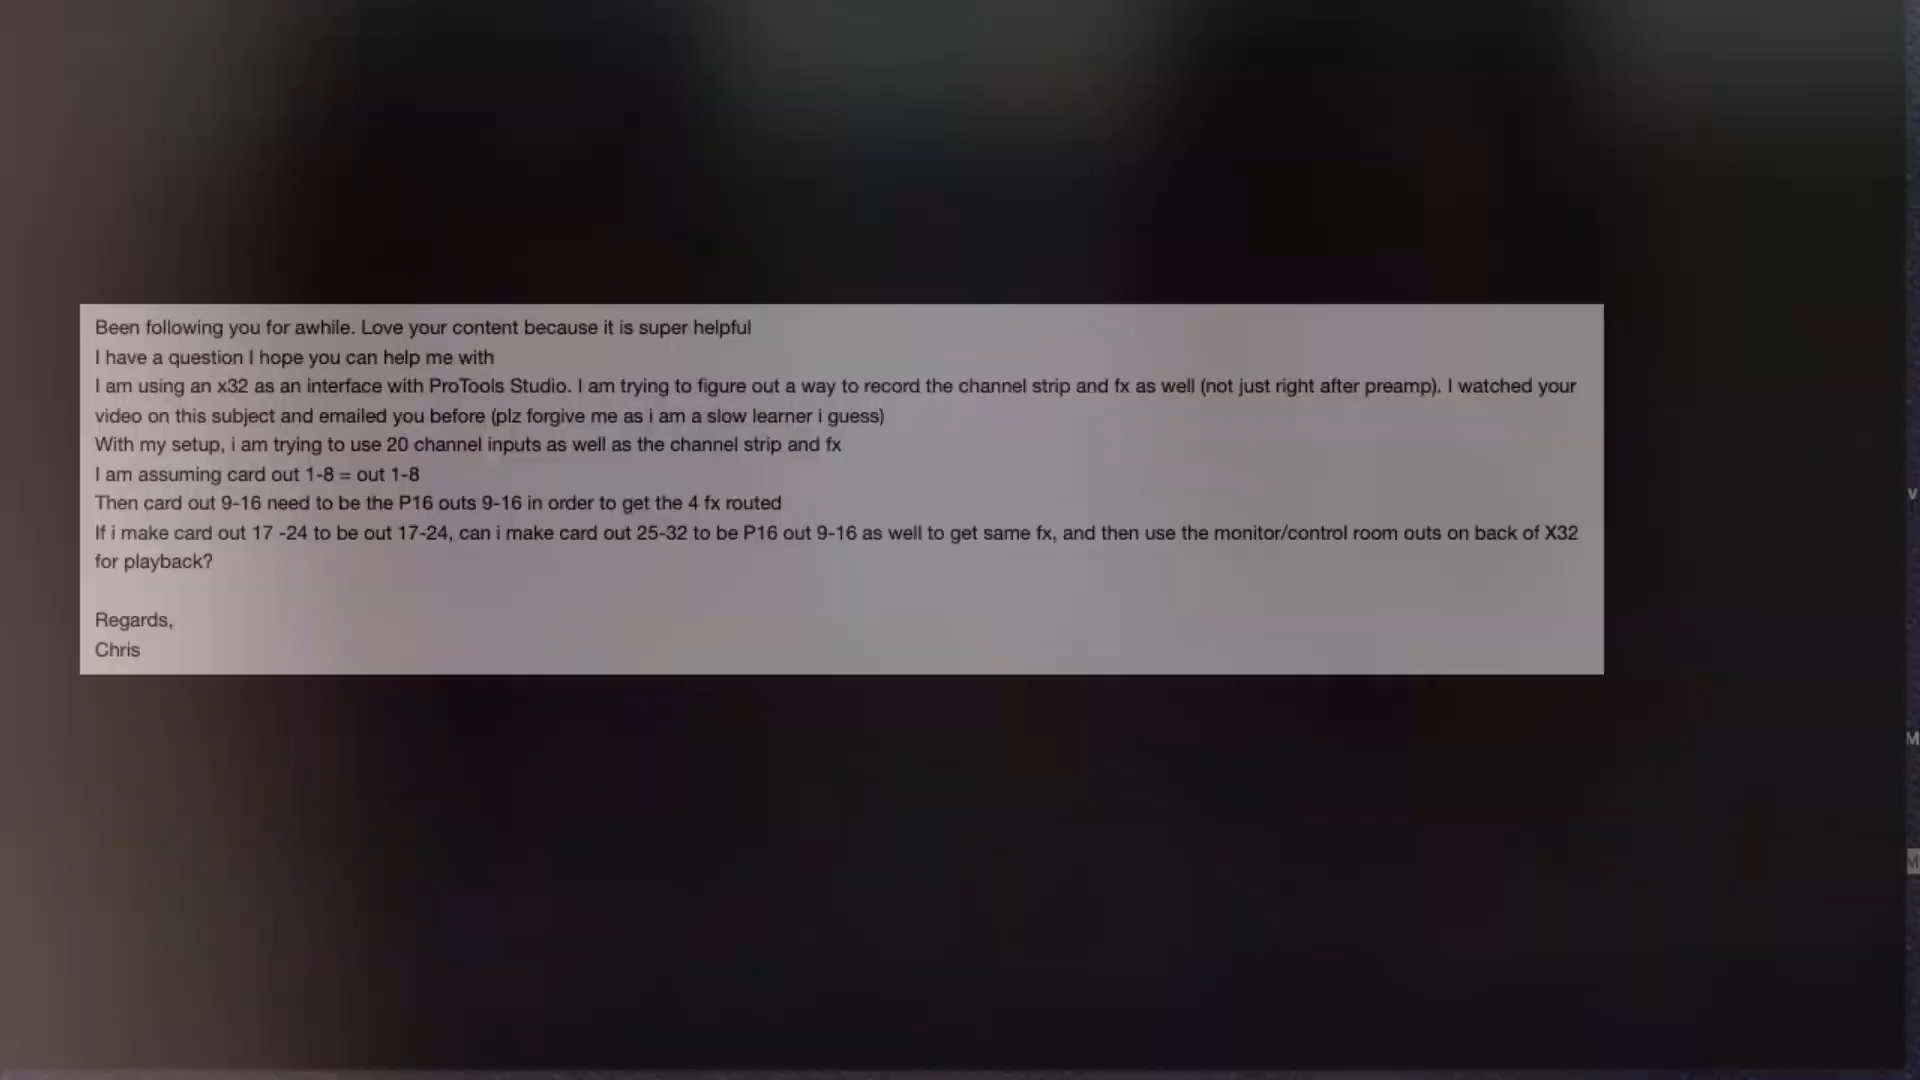 Been following you for awhile. Love your content because it is super helpful
I have a question I hope you can help me with
I am using an x32 as an interface with ProTools Studio. I am trying to figure out a way to record the channel strip and fx as well (not just right after preamp). I watched your
video on this subject and emailed you before (plz forgive me as i am a slow learner i guess)
With my setup, i am trying to use 20 channel inputs as well as the channel strip and fx
I am assuming card out 1-8 = out 1-8
Then card out 9-16 need to be the P16 outs 9-16 in order to get the 4 fx routed
If i make card out 17 -24 to be out 17-24, can i make card out 25-32 to be P16 out 9-16 as well to get same fx, and then use the monitor/control room outs on back of X32
for playback?
Regards,
Chris
v
M
M